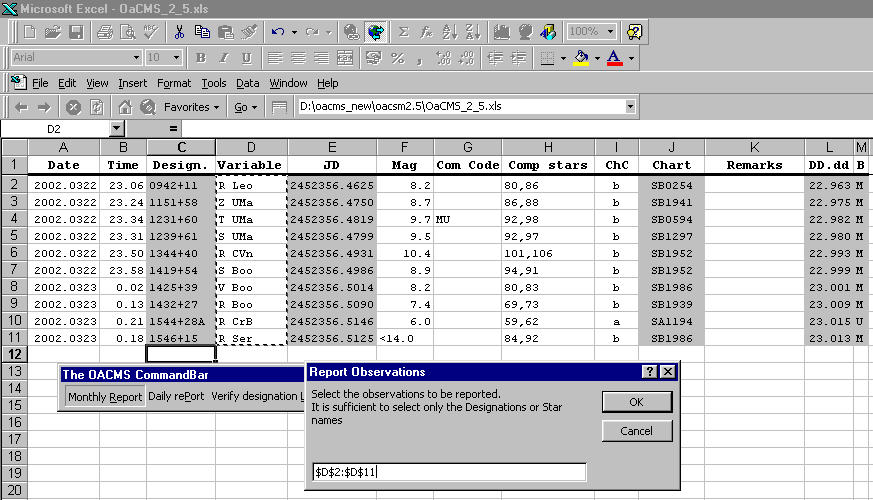 Microsoft Excel - OaCMS_2_5.xls
100%
Arial 10 B I U % , .0 .00 .00 .0 A
File Edit View Insert Format Tools Data Window Help
Favorites Go D:\oacms_new\oacsm2.5\OaCMS_2_5.xls
D2 =
A B C D E F G H I J K L M
1 Date Time Design. Variable JD Mag Com Code Comp stars ChC Chart Remarks DD.dd B
2 2002.0322 23.06 0942+11 R Leo 2452356.4625 8.2 80,86 b SB0254 22.963 M
3 2002.0322 23.24 1151+58 Z UMa 2452356.4750 8.7 86,88 b SB1941 22.975 M
4 2002.0322 23.34 1231+60 T UMa 2452356.4819 9.7 MU 92,98 b SB0594 22.982 M
5 2002.0322 23.31 1239+61 S UMa 2452356.4799 9.5 92,97 b SB1297 22.980 M
6 2002.0322 23.50 1344+40 R CVn 2452356.4931 10.4 101,106 b SB1952 22.993 M
7 2002.0322 23.58 1419+54 S Boo 2452356.4986 8.9 94,91 b SB1952 22.999 M
8 2002.0323 0.02 1425+39 V Boo 2452356.5014 8.2 80,83 b SB1986 23.001 M
9 2002.0323 0.13 1432+27 R Boo 2452356.5090 7.4 69,73 b SB1939 23.009 M
10 2002.0323 0.21 1544+28A R CrB 2452356.5146 6.0 59,62 a SA1194 23.015 U
11 2002.0323 0.18 1546+15 R Ser 2452356.5125 <14.0 84,92 b SB1986 23.013 M
12
13
14
15
16
17
18
19
20
The OACMS CommandBar
Monthly Report Daily rePort Verify designation L
Report Observations
Select the observations to be reported.
It is sufficient to select only the Designations or Star
names
OK
Cancel
$D$2:$D$11